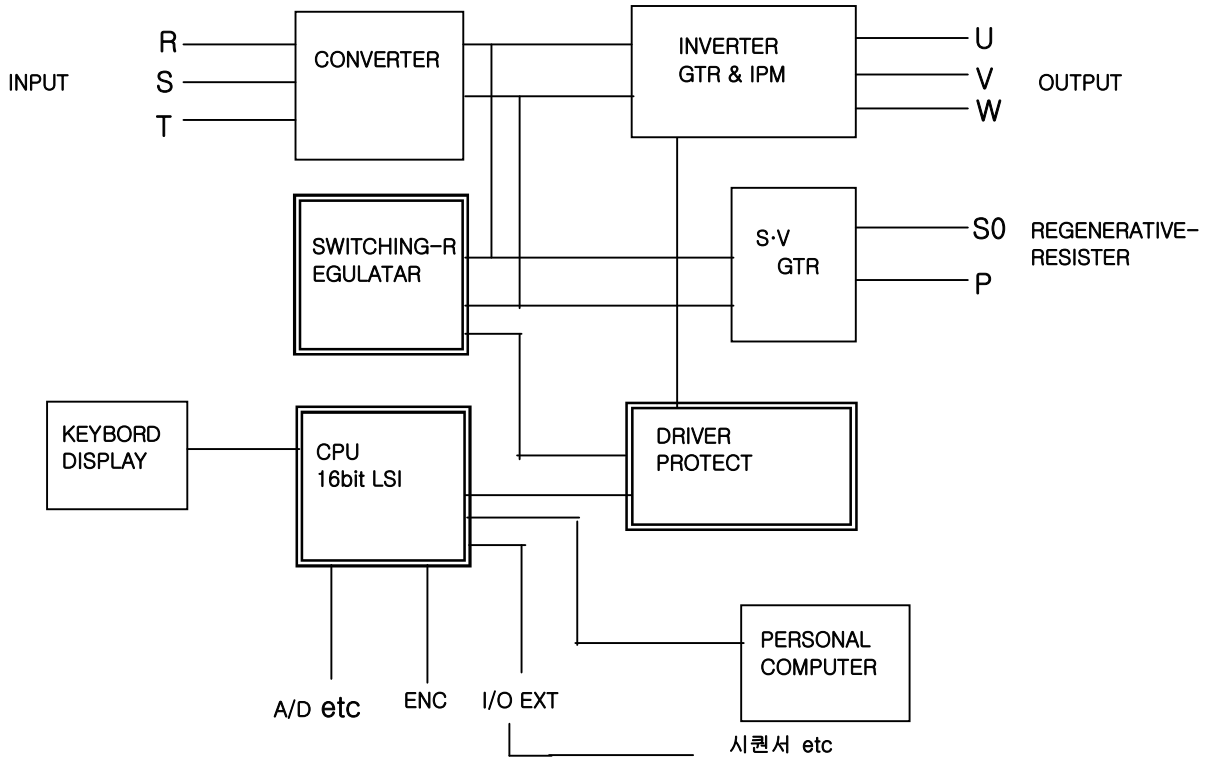 INPUT
R
S
T
CONVERTER
INVERTER
GTR & IPM
U
V
W
OUTPUT
SWITCHING-R
EGULATAR
S·V
GTR
S0
P
REGENERATIVE-
RESISTER
KEYBORD
DISPLAY
CPU
16bit LSI
DRIVER
PROTECT
PERSONAL
COMPUTER
A/D etc
ENC
I/O EXT
시퀀서 etc